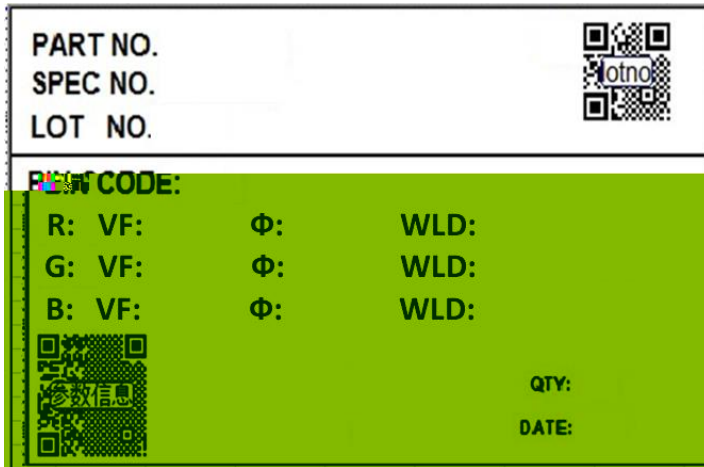 PART NO.
SPEC NO.
LOT NO.
lotno
CODE:
R: VF: Φ: WLD:
G: VF: Φ: WLD:
B: VF: Φ: WLD:
参数信息
QTY:
DATE: